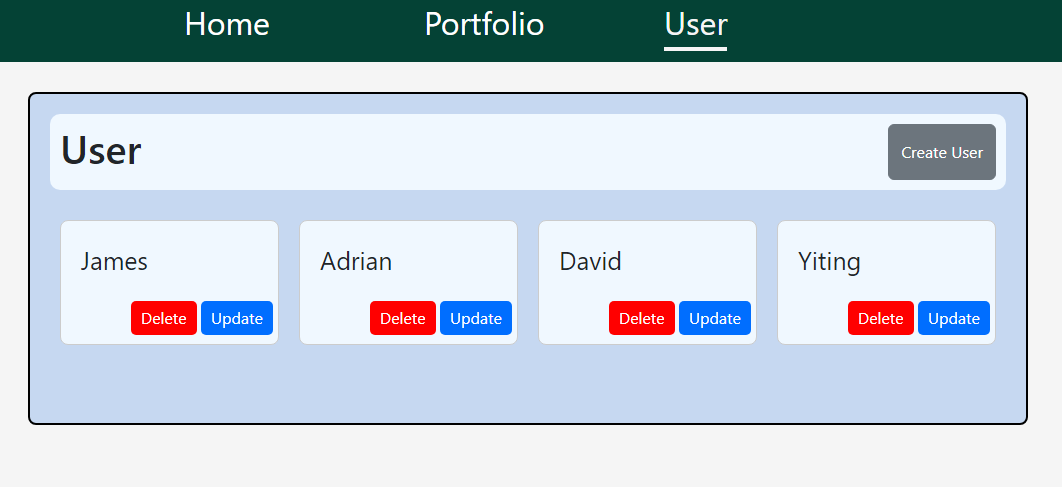 Home Portfolio User
User
Create User
James Adrian David Yiting
Delete Update Delete Update Delete Update Delete Update